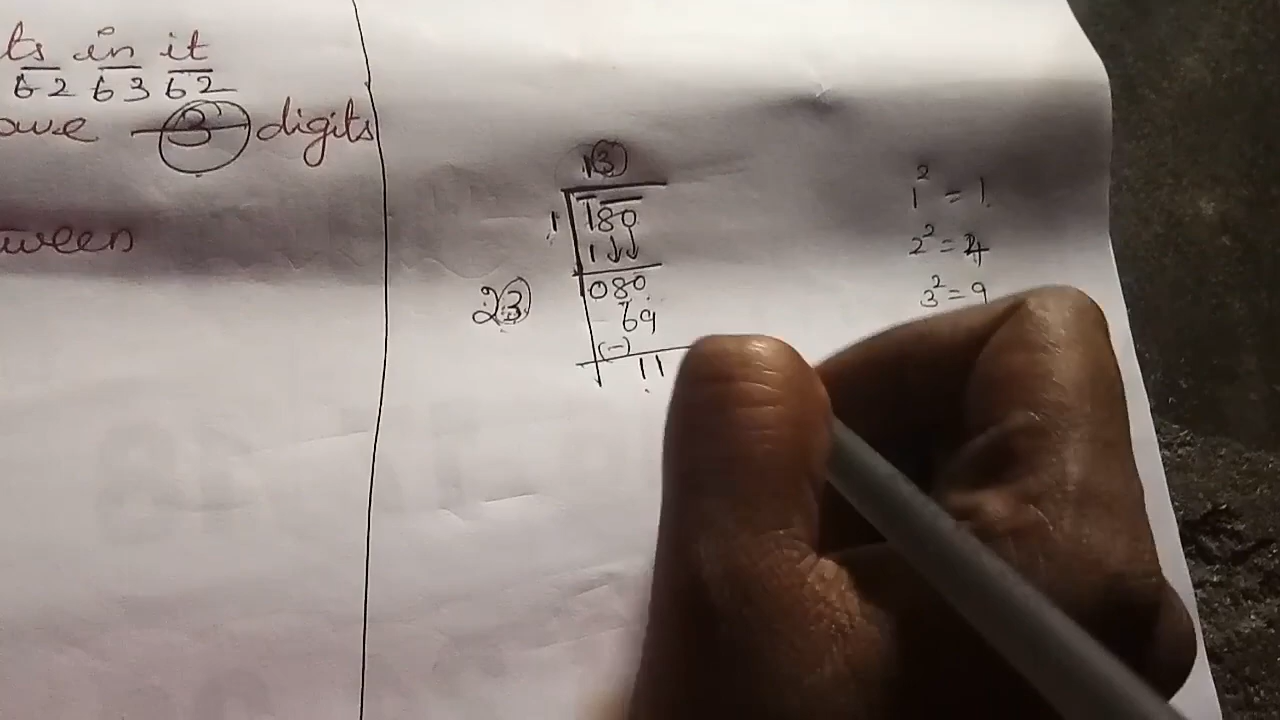 ts in it
62 63 62
3 digits
ween
13
1 180
1
080
23 69
(-)
11
1² = 1
2² = 4
3² = 9